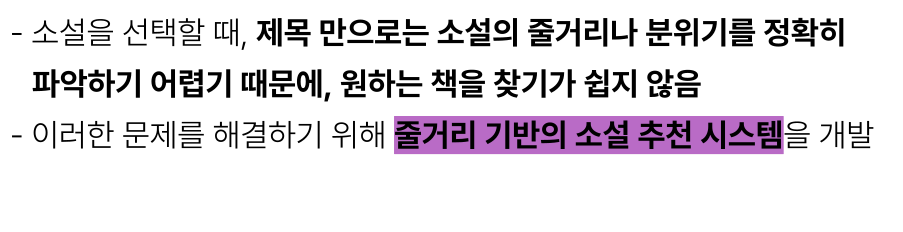 - 소설을 선택할 때, 제목 만으로는 소설의 줄거리나 분위기를 정확히
파악하기 어렵기 때문에, 원하는 책을 찾기가 쉽지 않음
- 이러한 문제를 해결하기 위해 줄거리 기반의 소설 추천 시스템을 개발